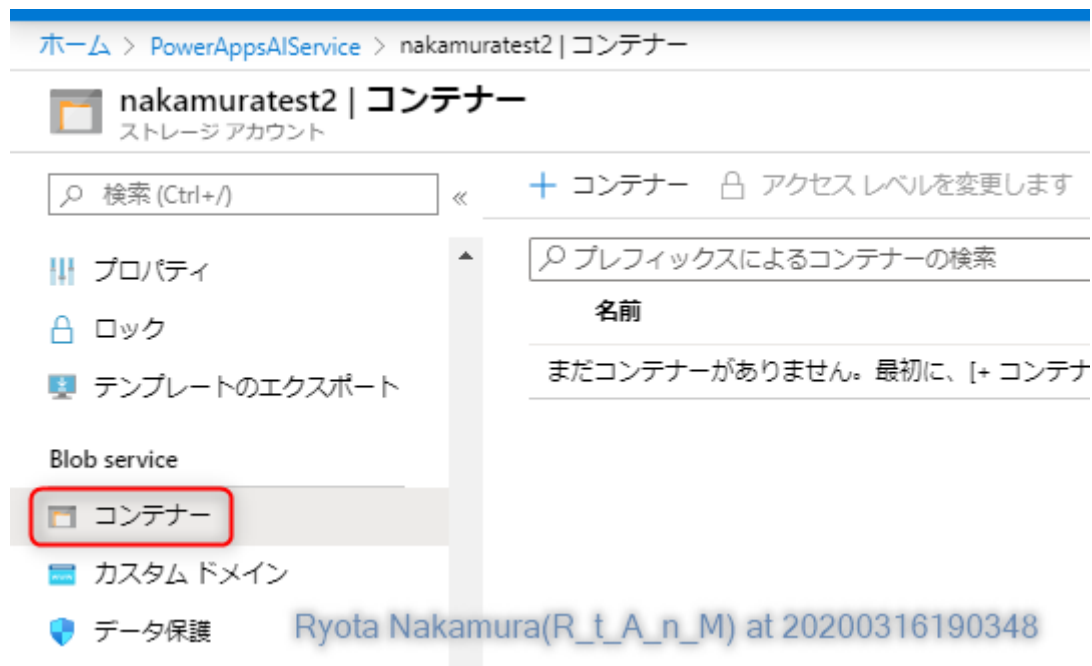 ホーム > PowerAppsAIService > nakamuratest2 | コンテナー
nakamuratest2 | コンテナー
ストレージ アカウント
検索 (Ctrl+/)
«
プロパティ
ロック
テンプレートのエクスポート
Blob service
コンテナー
カスタム ドメイン
データ保護
+ コンテナー
アクセス レベルを変更します
プレフィックスによるコンテナーの検索
名前
まだコンテナーがありません。最初に、[+ コンテナ
Ryota Nakamura(R_t_A_n_M) at 20200316190348